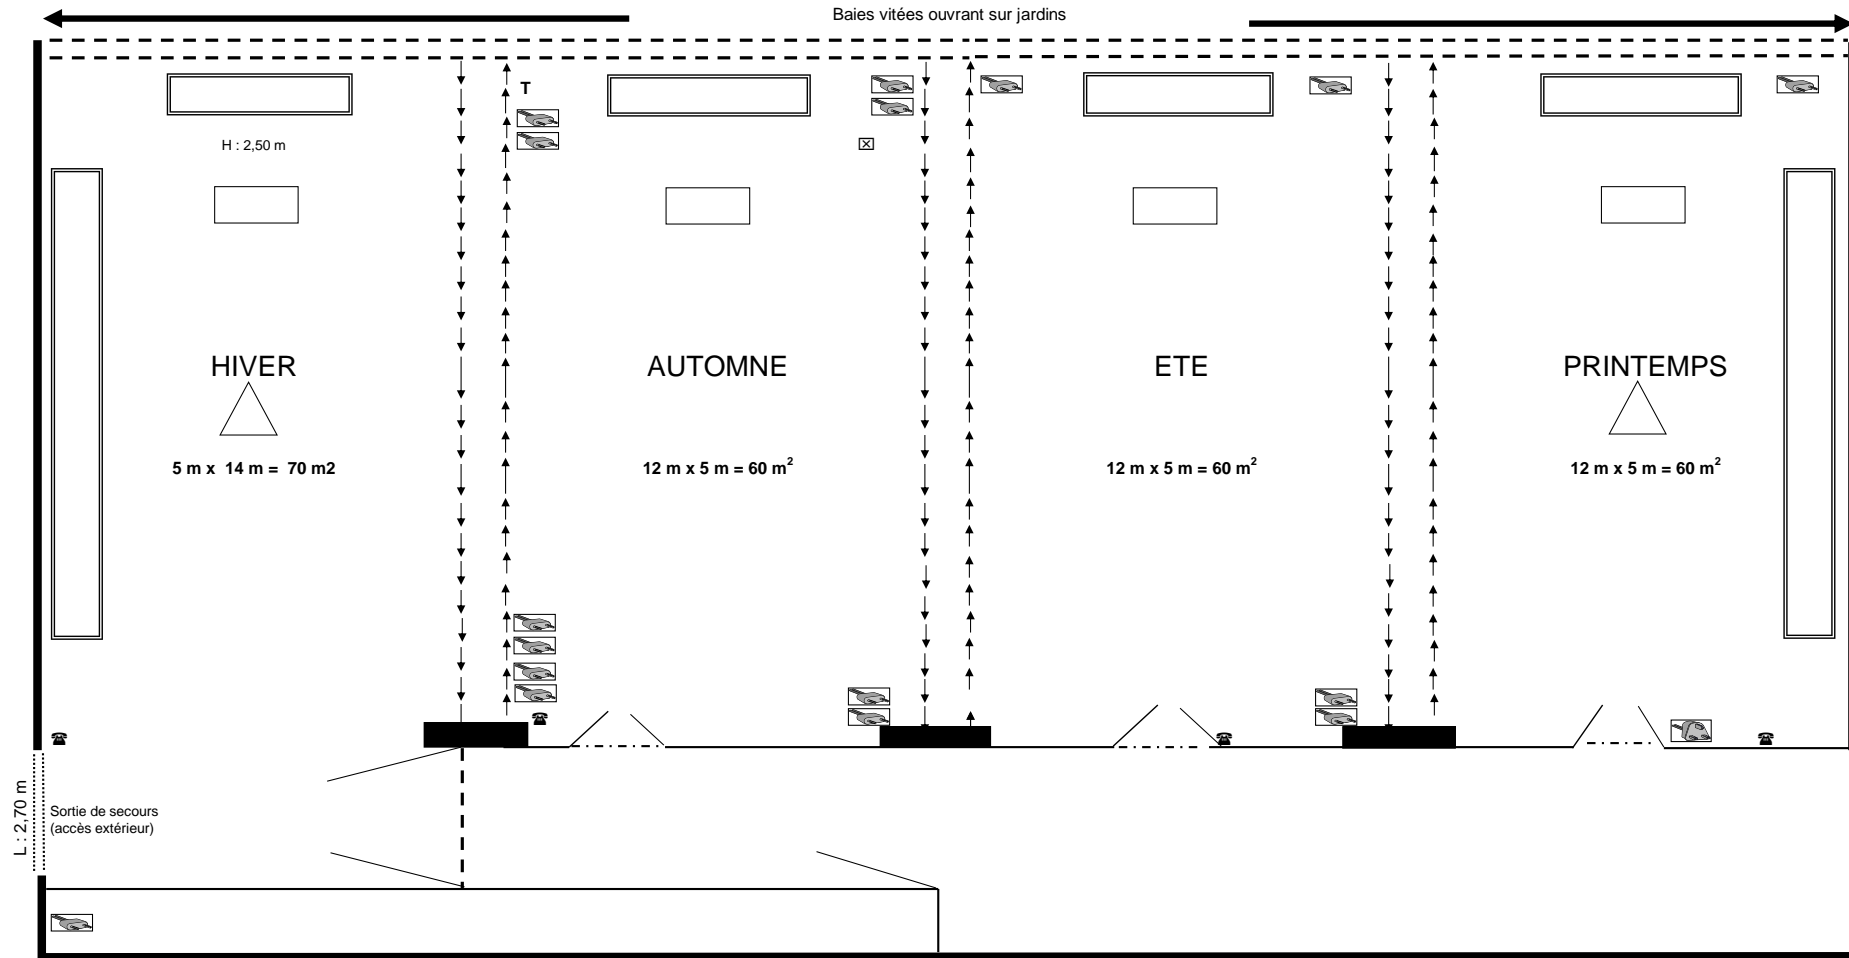 Baies vitées ouvrant sur jardins
T
H : 2,50 m
HIVER
AUTOMNE
ETE
PRINTEMPS
5 m x 14 m = 70 m2
12 m x 5 m = 60 m²
12 m x 5 m = 60 m²
12 m x 5 m = 60 m²
L : 2,70 m
Sortie de secours
(accès extérieur)